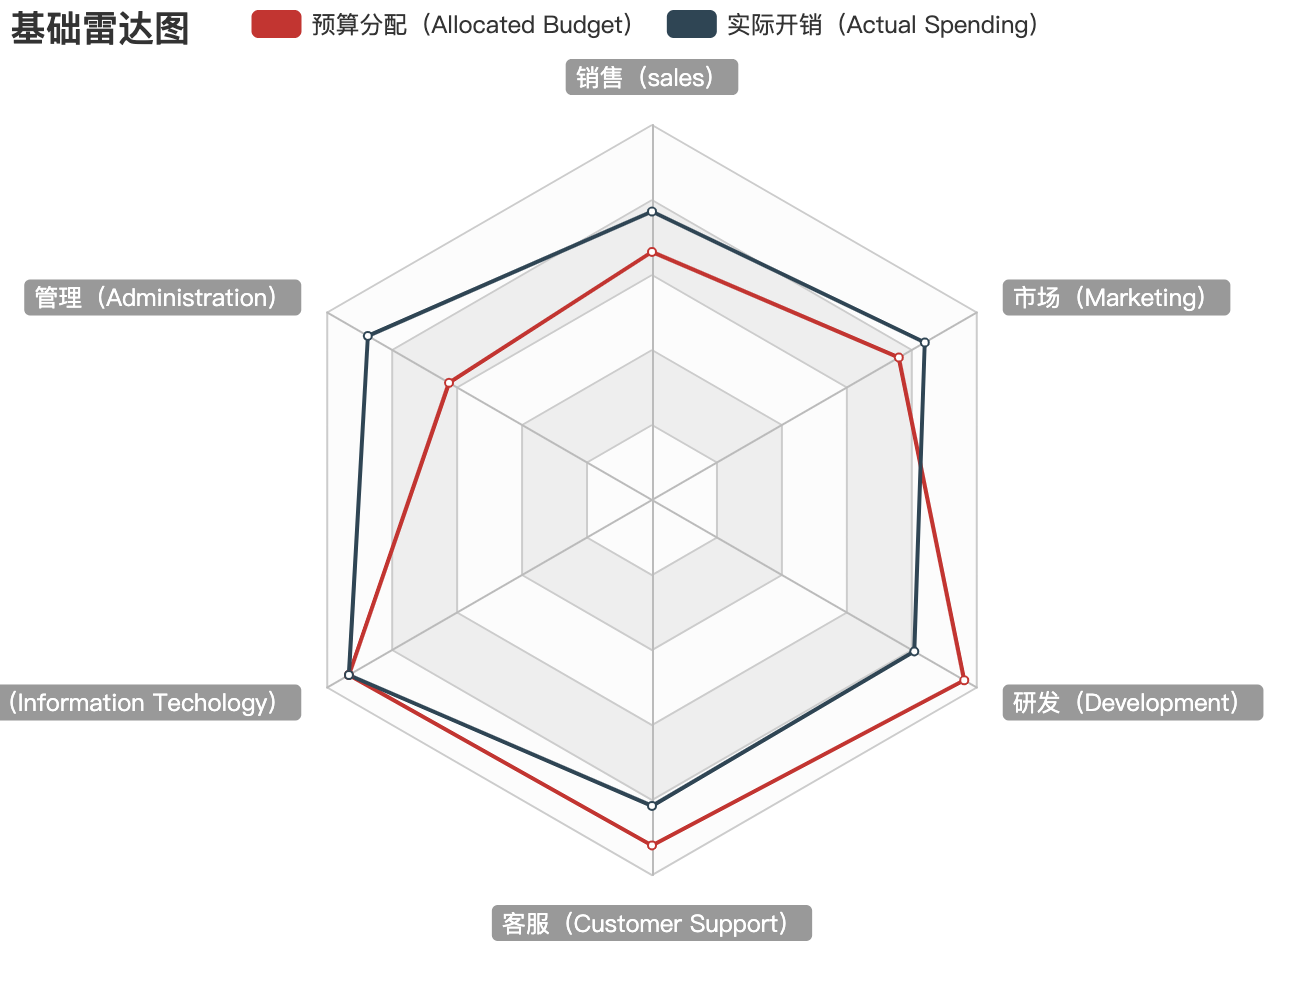 基础雷达图
预算分配（Allocated Budget）
实际开销（Actual Spending）
销售（sales）
管理（Administration）
市场（Marketing）
（Information Techology）
研发（Development）
客服（Customer Support）